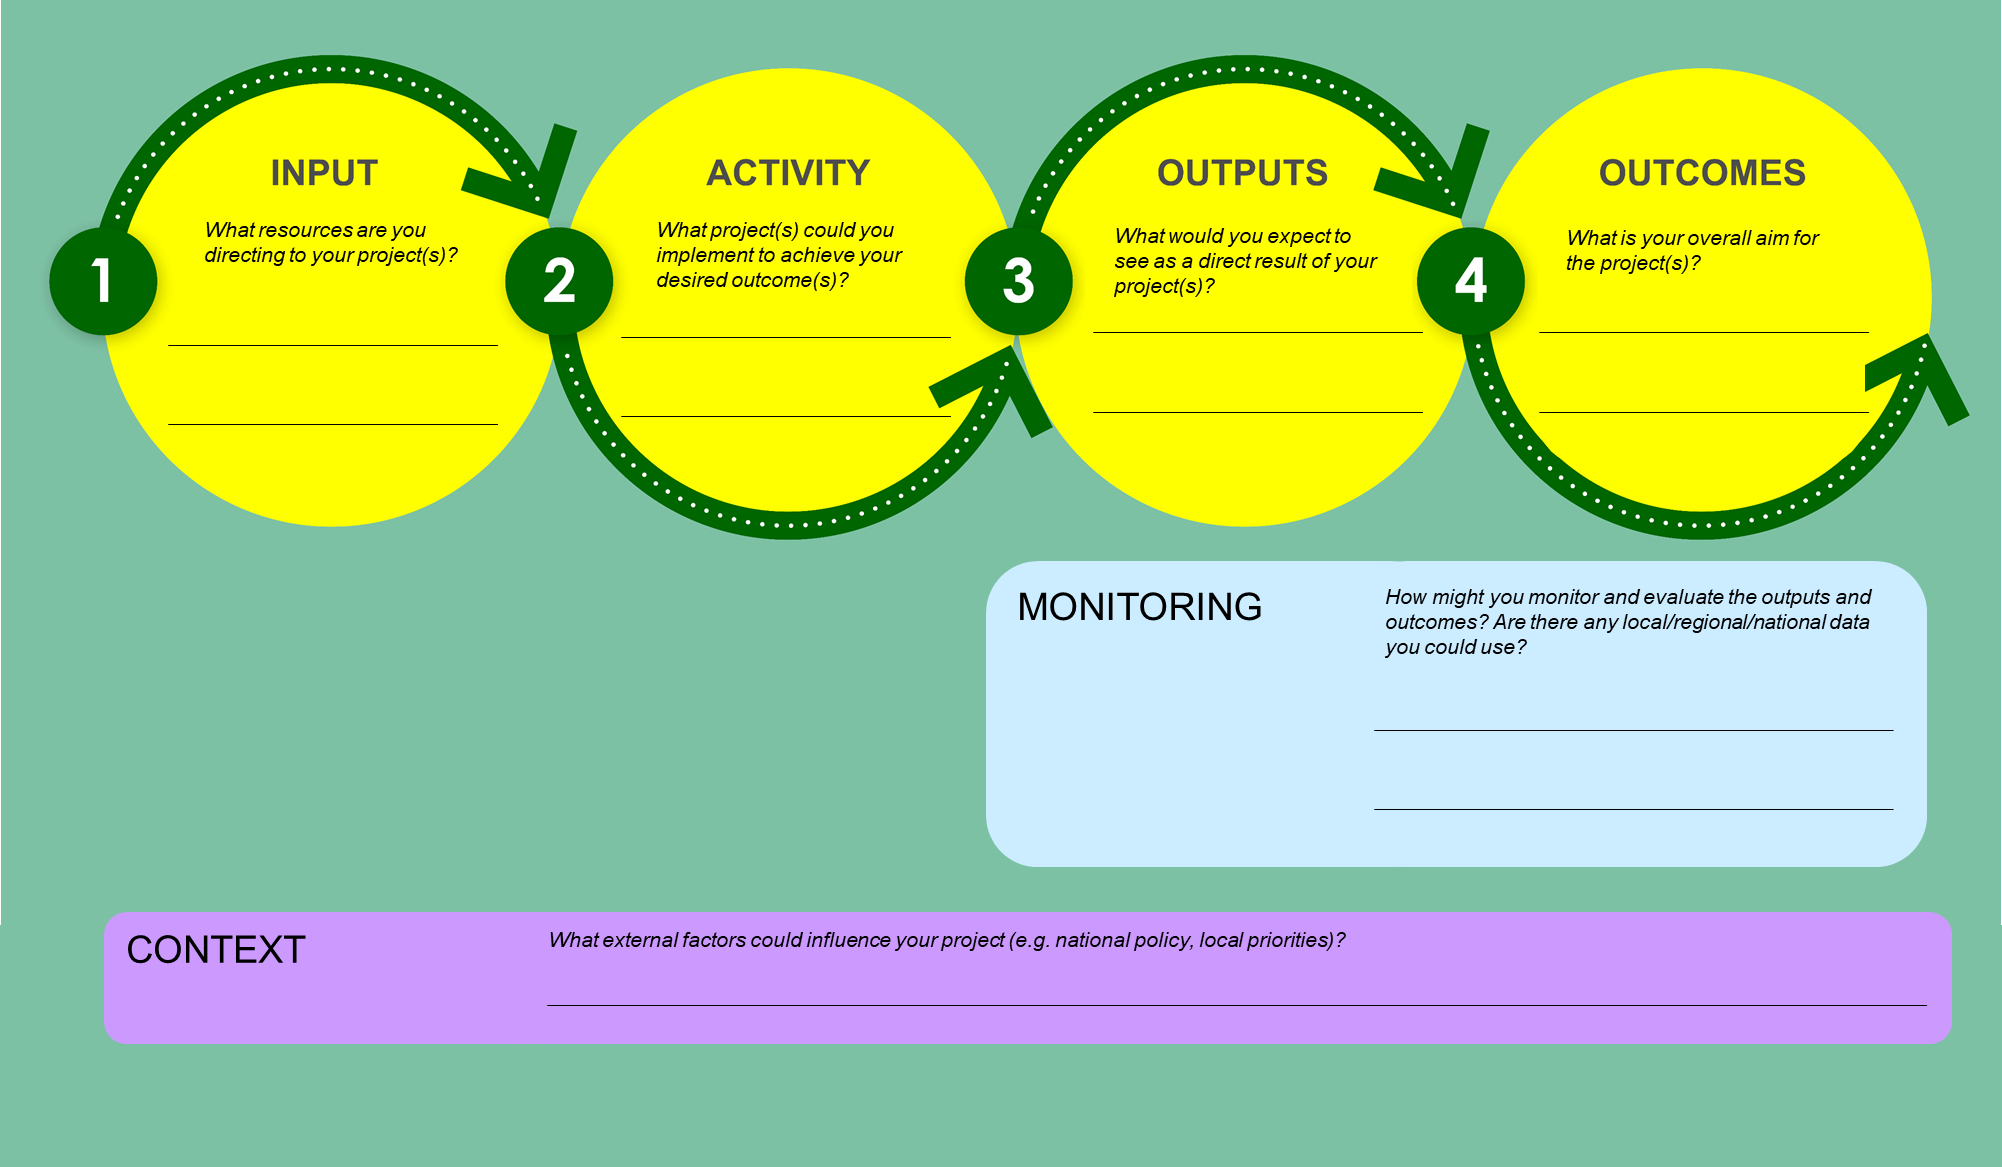 INPUT
What resources are you
directing to your project(s)?
1
ACTIVITY
What project(s) could you
implement to achieve your
desired outcome(s)?
2
OUTPUTS
What would you expect to
see as a direct result of your
project(s)?
3
OUTCOMES
What is your overall aim for
the project(s)?
4
MONITORING
How might you monitor and evaluate the outputs and
outcomes? Are there any local/regional/national data
you could use?
CONTEXT
What external factors could influence your project (e.g. national policy, local priorities)?